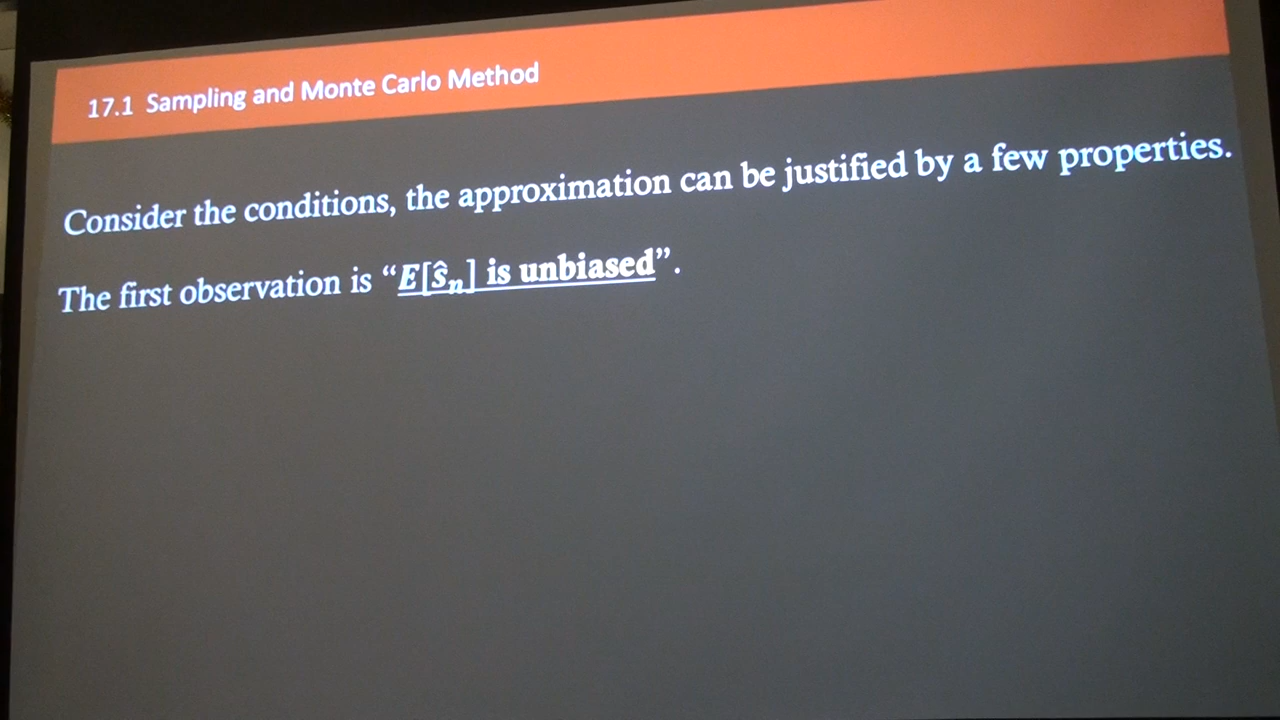 17.1 Sampling and Monte Carlo Method
Consider the conditions, the approximation can be justified by a few properties.
The first observation is “E[ŝₙ] is unbiased”.